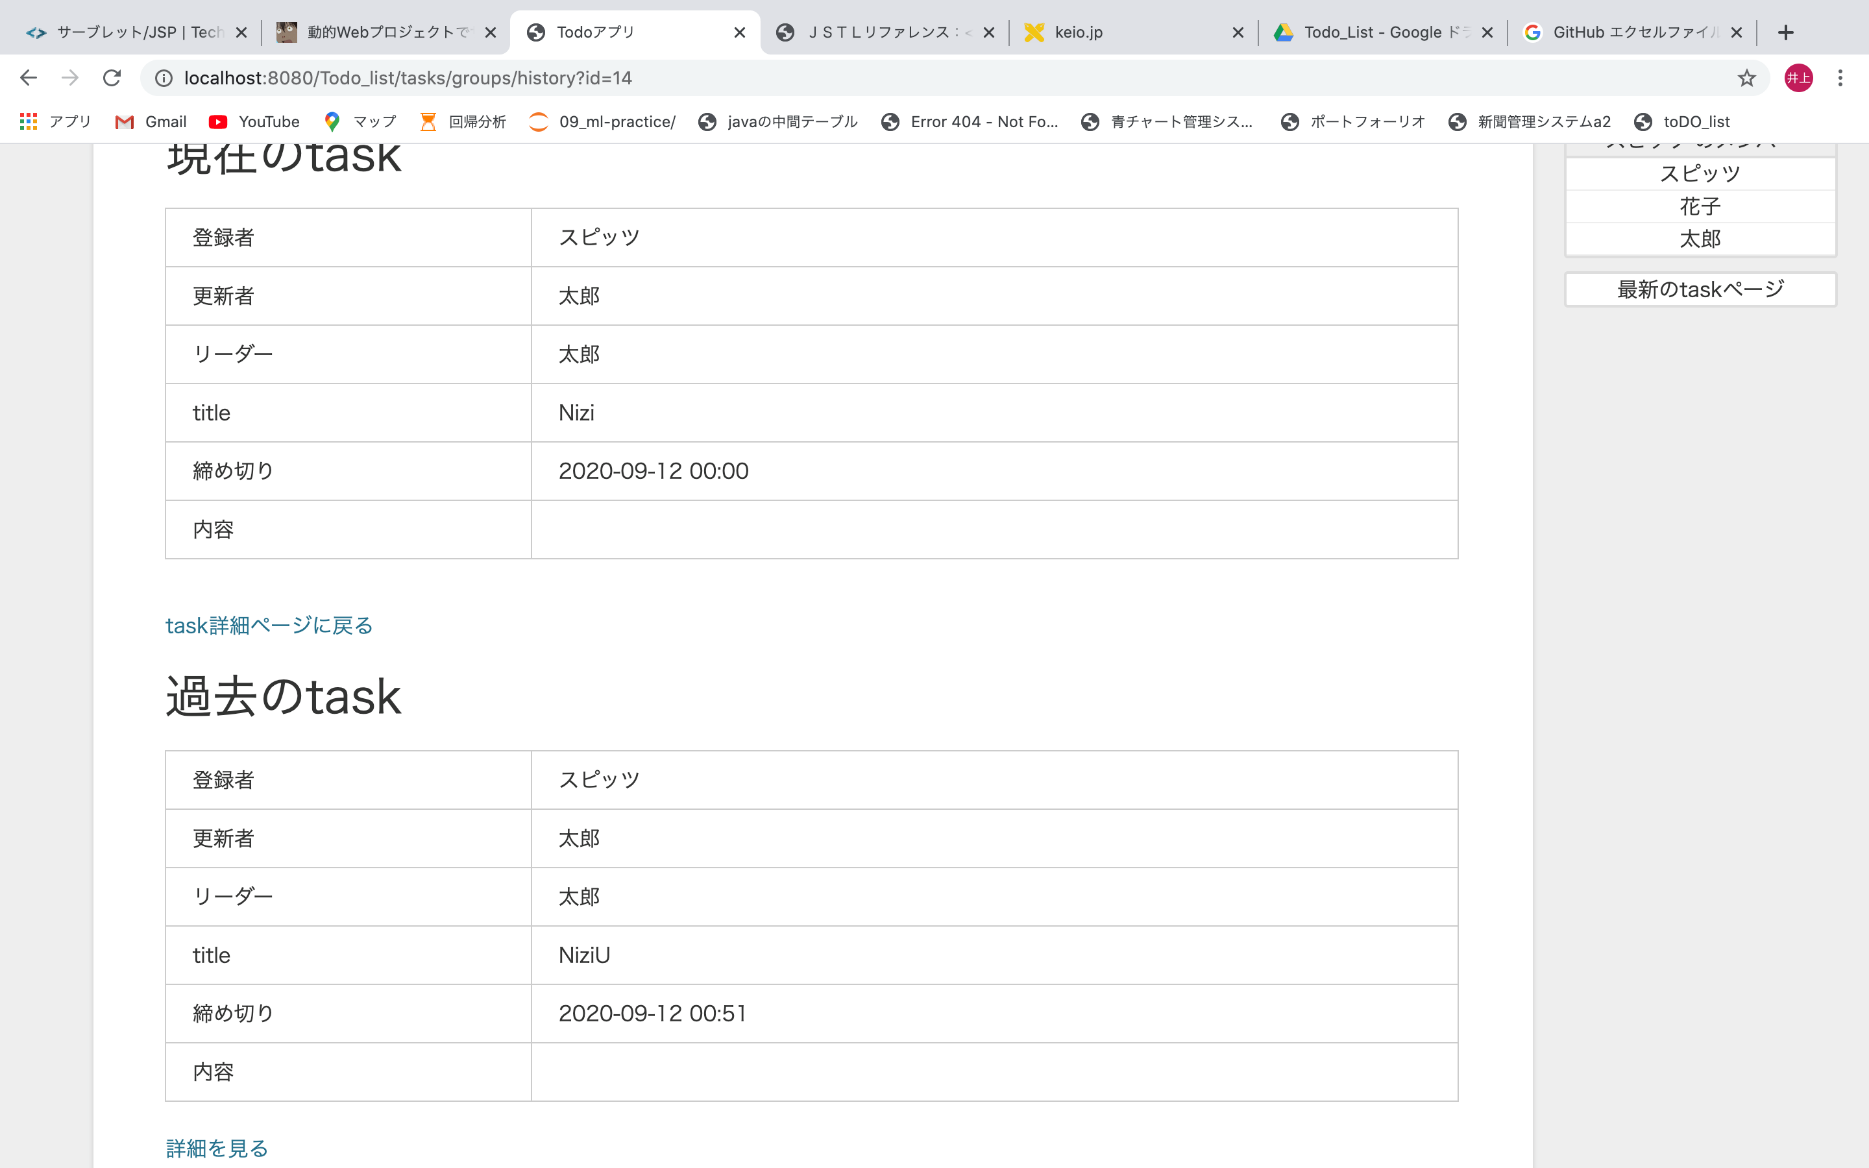 サーブレット/JSP | Tech
動的Webプロジェクトで
Todoアプリ
ＪＳＴＬリファレンス：<
keio.jp
Todo_List - Google ドラ
GitHub エクセルファイル
localhost:8080/Todo_list/tasks/groups/history?id=14
井上
アプリ
Gmail
YouTube
マップ
回帰分析
09_ml-practice/
javaの中間テーブル
Error 404 - Not Fo...
青チャート管理シス...
ポートフォーリオ
新聞管理システムa2
toDO_list
現在のtask
登録者 スピッツ
更新者 太郎
リーダー 太郎
title Nizi
締め切り 2020-09-12 00:00
内容
task詳細ページに戻る
過去のtask
登録者 スピッツ
更新者 太郎
リーダー 太郎
title NiziU
締め切り 2020-09-12 00:51
内容
詳細を見る
スピッツ
花子
太郎
最新のtaskページ